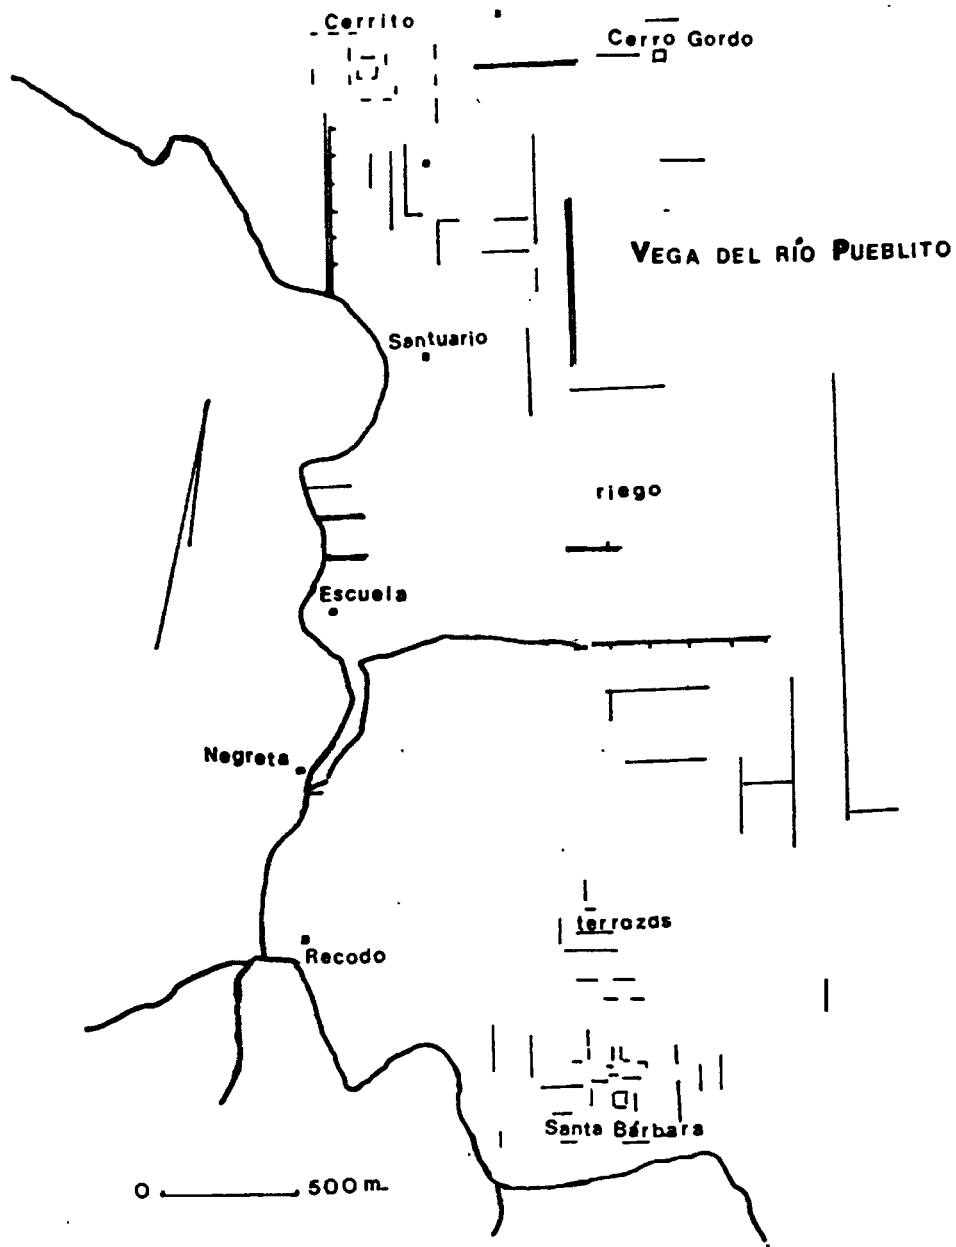 Cerrito
Cerro Gordo
VEGA DEL RÍO PUEBLITO
Santuario
riego
Escuela
Negreta
terrazas
Recodo
Santa Bárbara
0 500 m.